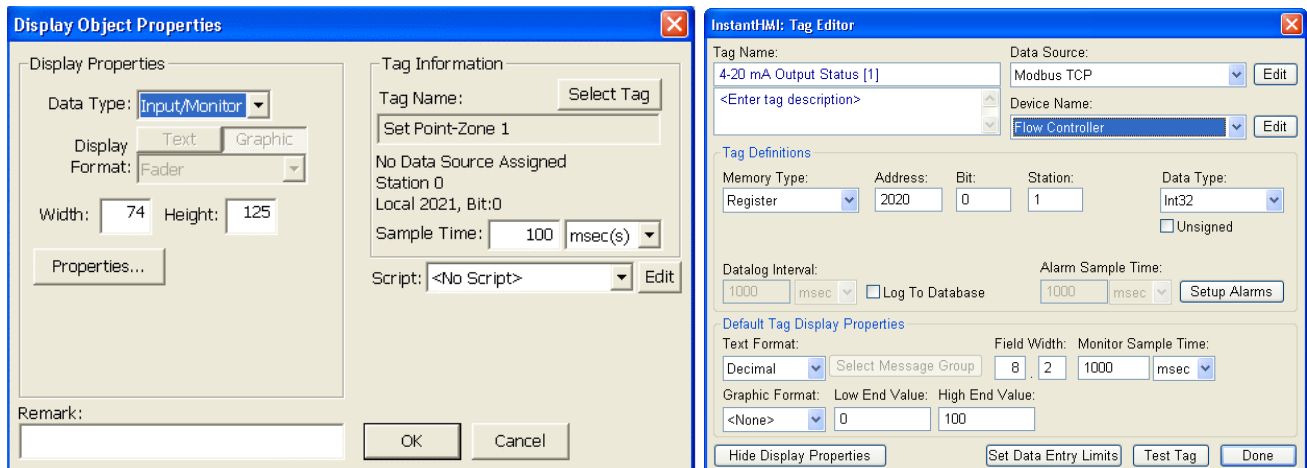 Display Object Properties
Display Properties
Data Type: Input/Monitor
Display Format: Text Graphic
Fader
Width: 74 Height: 125
Properties...
Tag Information
Tag Name: Select Tag
Set Point-Zone 1
No Data Source Assigned
Station 0
Local 2021, Bit:0
Sample Time: 100 msec(s)
Script: <No Script> Edit
Remark:
OK Cancel
InstantHMI: Tag Editor
Tag Name: Data Source:
4-20 mA Output Status [1] Modbus TCP Edit
<Enter tag description> Device Name:
Flow Controller Edit
Tag Definitions
Memory Type: Address: Bit: Station: Data Type:
Register 2020 0 1 Int32
Unsigned
Datalog Interval: Alarm Sample Time:
1000 msec Log To Database 1000 msec Setup Alarms
Default Tag Display Properties
Text Format: Field Width: Monitor Sample Time:
Decimal Select Message Group 8 . 2 1000 msec
Graphic Format: Low End Value: High End Value:
<None> 0 100
Hide Display Properties Set Data Entry Limits Test Tag Done